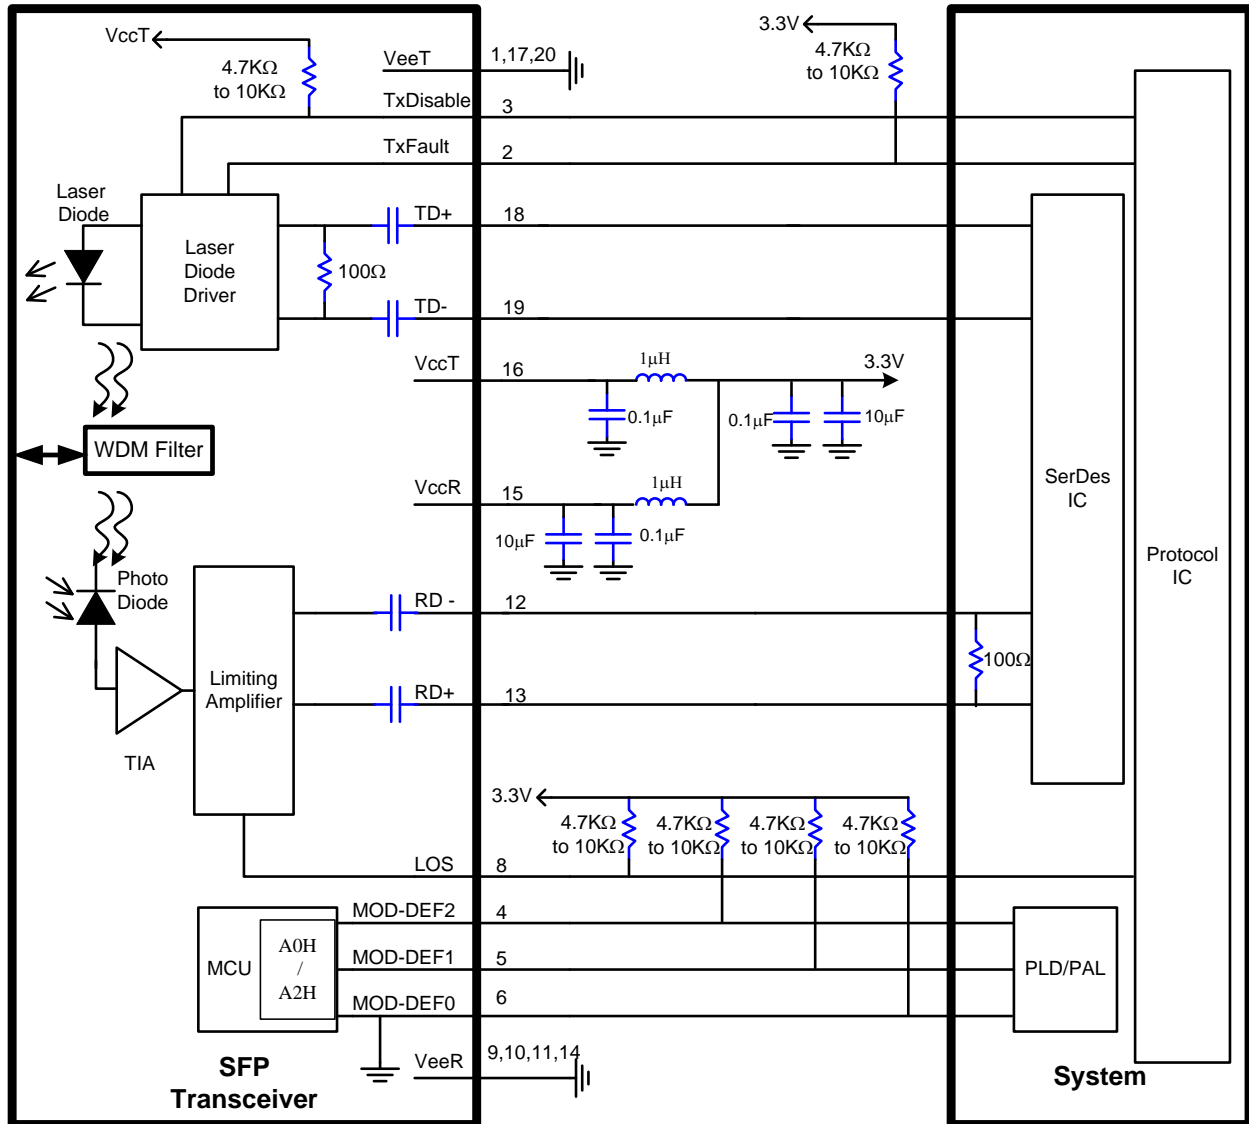 VccT
4.7KΩ
to 10KΩ
VeeT
1,17,20
3.3V
4.7KΩ
to 10KΩ
TxDisable
3
TxFault
2
Laser
Diode
Laser
Diode
Driver
100Ω
TD+
18
TD-
19
VccT
16
1µH
3.3V
0.1µF
0.1µF
10µF
WDM Filter
VccR
15
1µH
10µF
0.1µF
SerDes
IC
Protocol
IC
Photo
Diode
RD -
12
100Ω
Limiting
Amplifier
RD+
13
TIA
3.3V
4.7KΩ
to 10KΩ
4.7KΩ
to 10KΩ
4.7KΩ
to 10KΩ
4.7KΩ
to 10KΩ
LOS
8
MOD-DEF2
4
MCU
A0H
/
A2H
MOD-DEF1
5
PLD/PAL
MOD-DEF0
6
VeeR
9,10,11,14
SFP
Transceiver
System